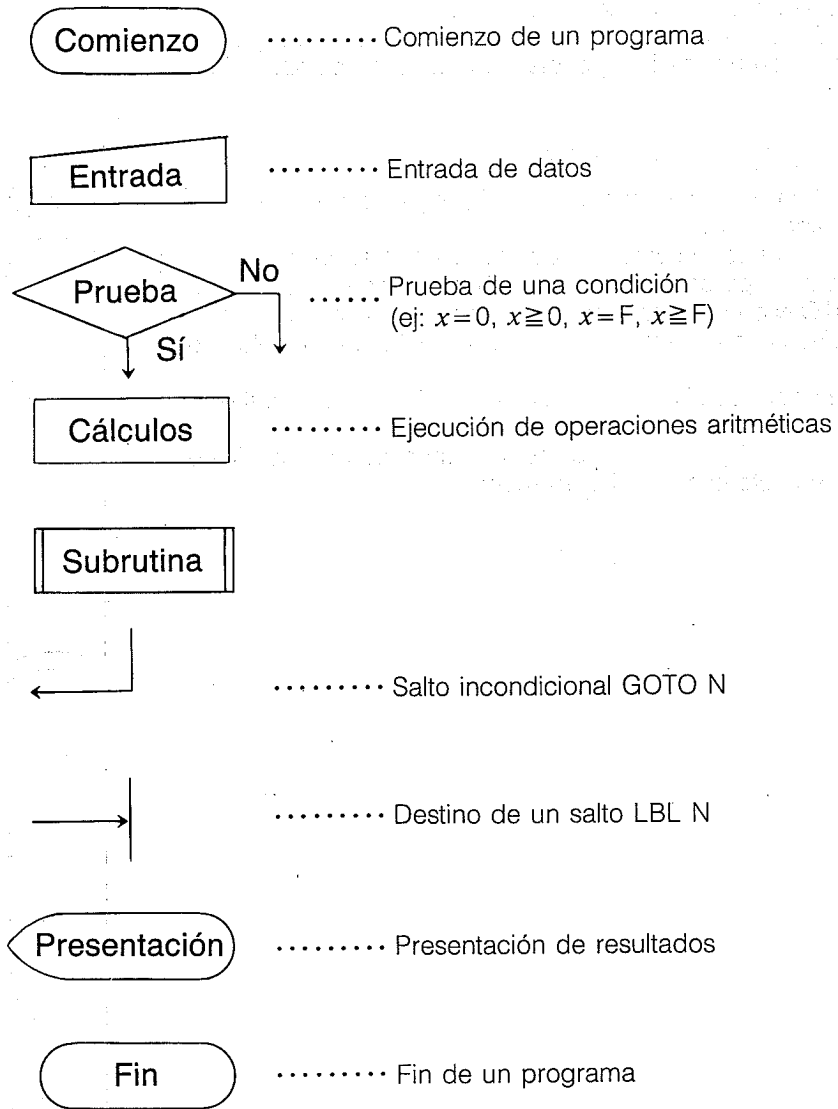 Comienzo ········· Comienzo de un programa
Entrada ········· Entrada de datos
Prueba No ······ Prueba de una condición
(ej: x=0, x≧0, x=F, x≧F)
Sí
Cálculos ········· Ejecución de operaciones aritméticas
Subrutina
········· Salto incondicional GOTO N
········· Destino de un salto LBL N
Presentación ········· Presentación de resultados
Fin ········· Fin de un programa